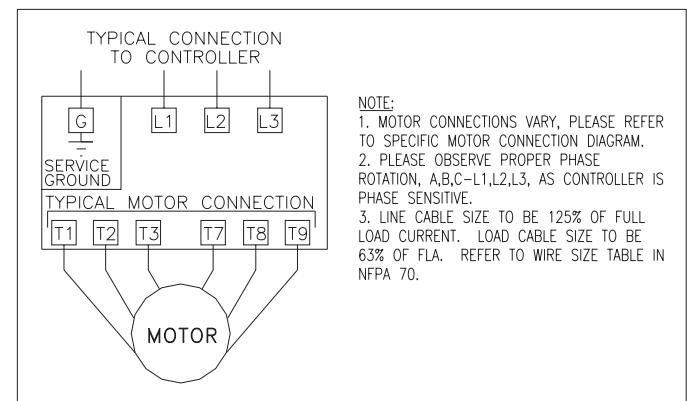 TYPICAL CONNECTION
TO CONTROLLER
G
L1 L2 L3
SERVICE
GROUND
TYPICAL MOTOR CONNECTION
T1 T2 T3 T7 T8 T9
MOTOR
NOTE:
1. MOTOR CONNECTIONS VARY, PLEASE REFER
TO SPECIFIC MOTOR CONNECTION DIAGRAM.
2. PLEASE OBSERVE PROPER PHASE
ROTATION, A,B,C-L1,L2,L3, AS CONTROLLER IS
PHASE SENSITIVE.
3. LINE CABLE SIZE TO BE 125% OF FULL
LOAD CURRENT. LOAD CABLE SIZE TO BE
63% OF FLA. REFER TO WIRE SIZE TABLE IN
NFPA 70.